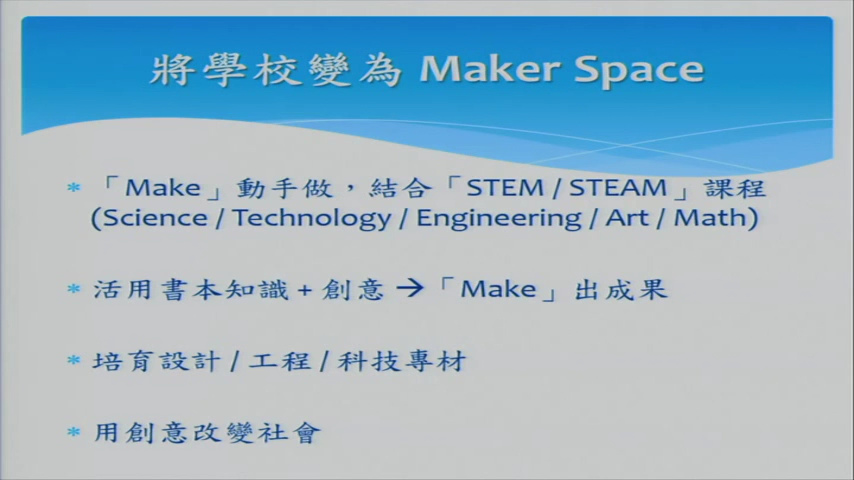 將學校變為 Maker Space
* 「Make」動手做，結合「STEM / STEAM」課程
(Science / Technology / Engineering / Art / Math)
* 活用書本知識 + 創意 → 「Make」出成果
* 培育設計 / 工程 / 科技專材
* 用創意改變社會